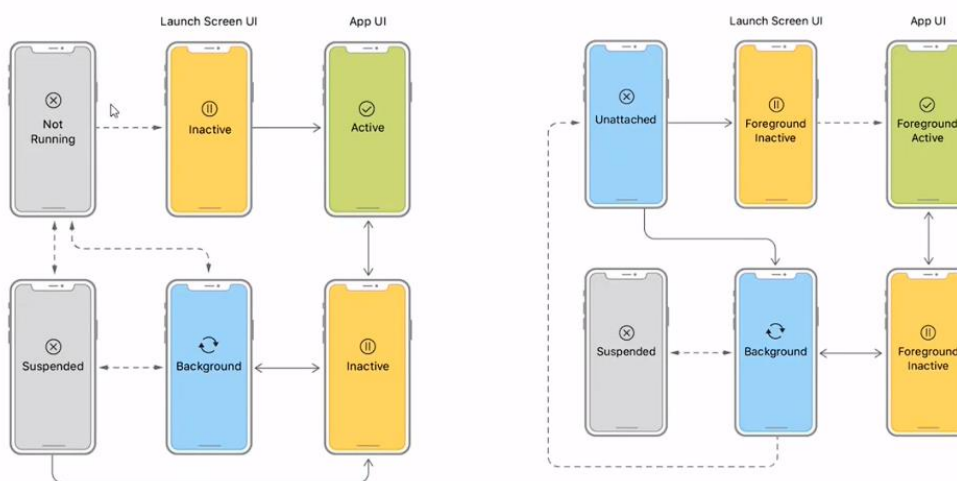 Launch Screen UI
App UI
Not
Running
Inactive
Active
Suspended
Background
Inactive
Launch Screen UI
App UI
Unattached
Foreground
Inactive
Foreground
Active
Suspended
Background
Foreground
Inactive